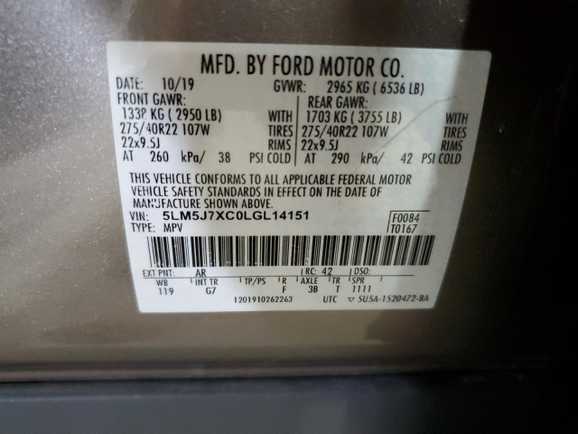 MFD. BY FORD MOTOR CO.
DATE: 10/19 GVWR: 2965 KG ( 6536 LB)
FRONT GAWR: REAR GAWR:
133P KG ( 2950 LB) WITH 1703 KG ( 3755 LB) WITH
275/40R22 107W TIRES 275/40R22 107W TIRES
22x9.5J RIMS 22x9.5J RIMS
AT 260 kPa/ 38 PSI COLD AT 290 kPa/ 42 PSI COLD
THIS VEHICLE CONFORMS TO ALL APPLICABLE FEDERAL MOTOR
VEHICLE SAFETY STANDARDS IN EFFECT ON THE DATE OF
MANUFACTURE SHOWN ABOVE.
VIN: 5LM5J7XC0LGL14151 F0084
TYPE: MPV T0167
EXT PNT: AR RC: 42 DSO:
WB INT TR TP/PS R AXLE TR SPR
119 G7 F 3B T 1111
1201910262263 UTC 5U5A-1520472-BA